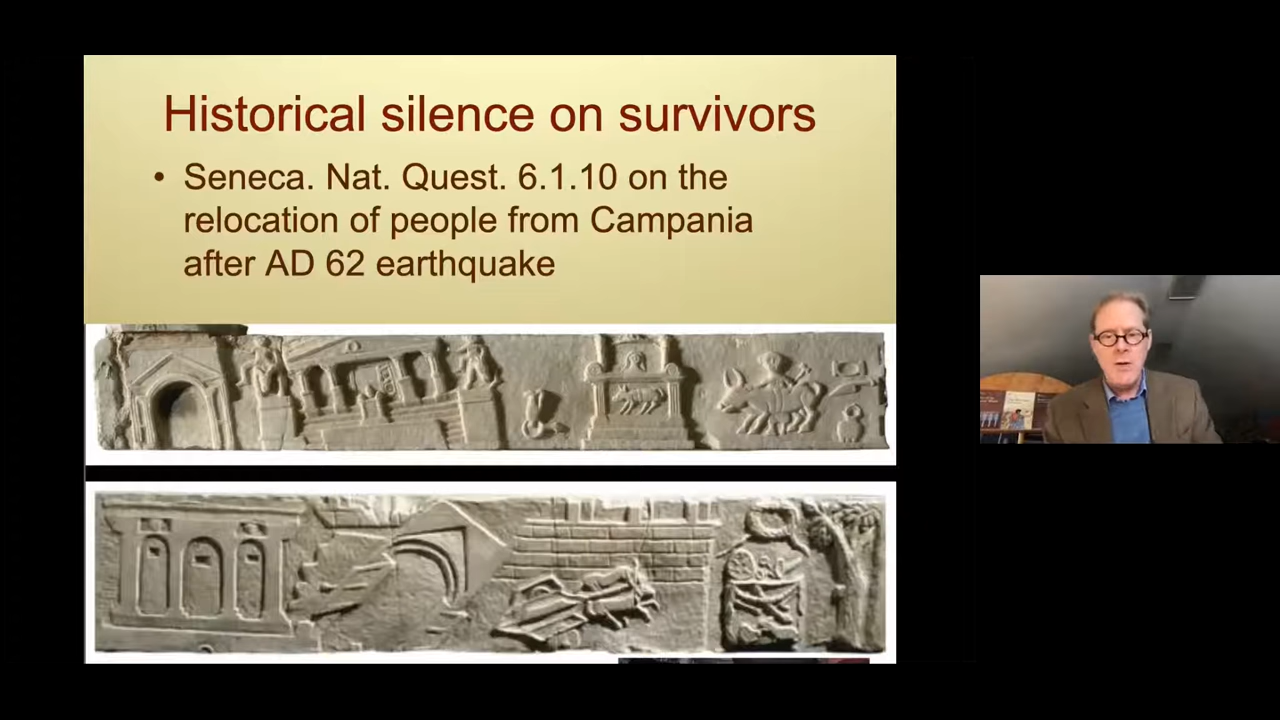 Historical silence on survivors
• Seneca. Nat. Quest. 6.1.10 on the
relocation of people from Campania
after AD 62 earthquake